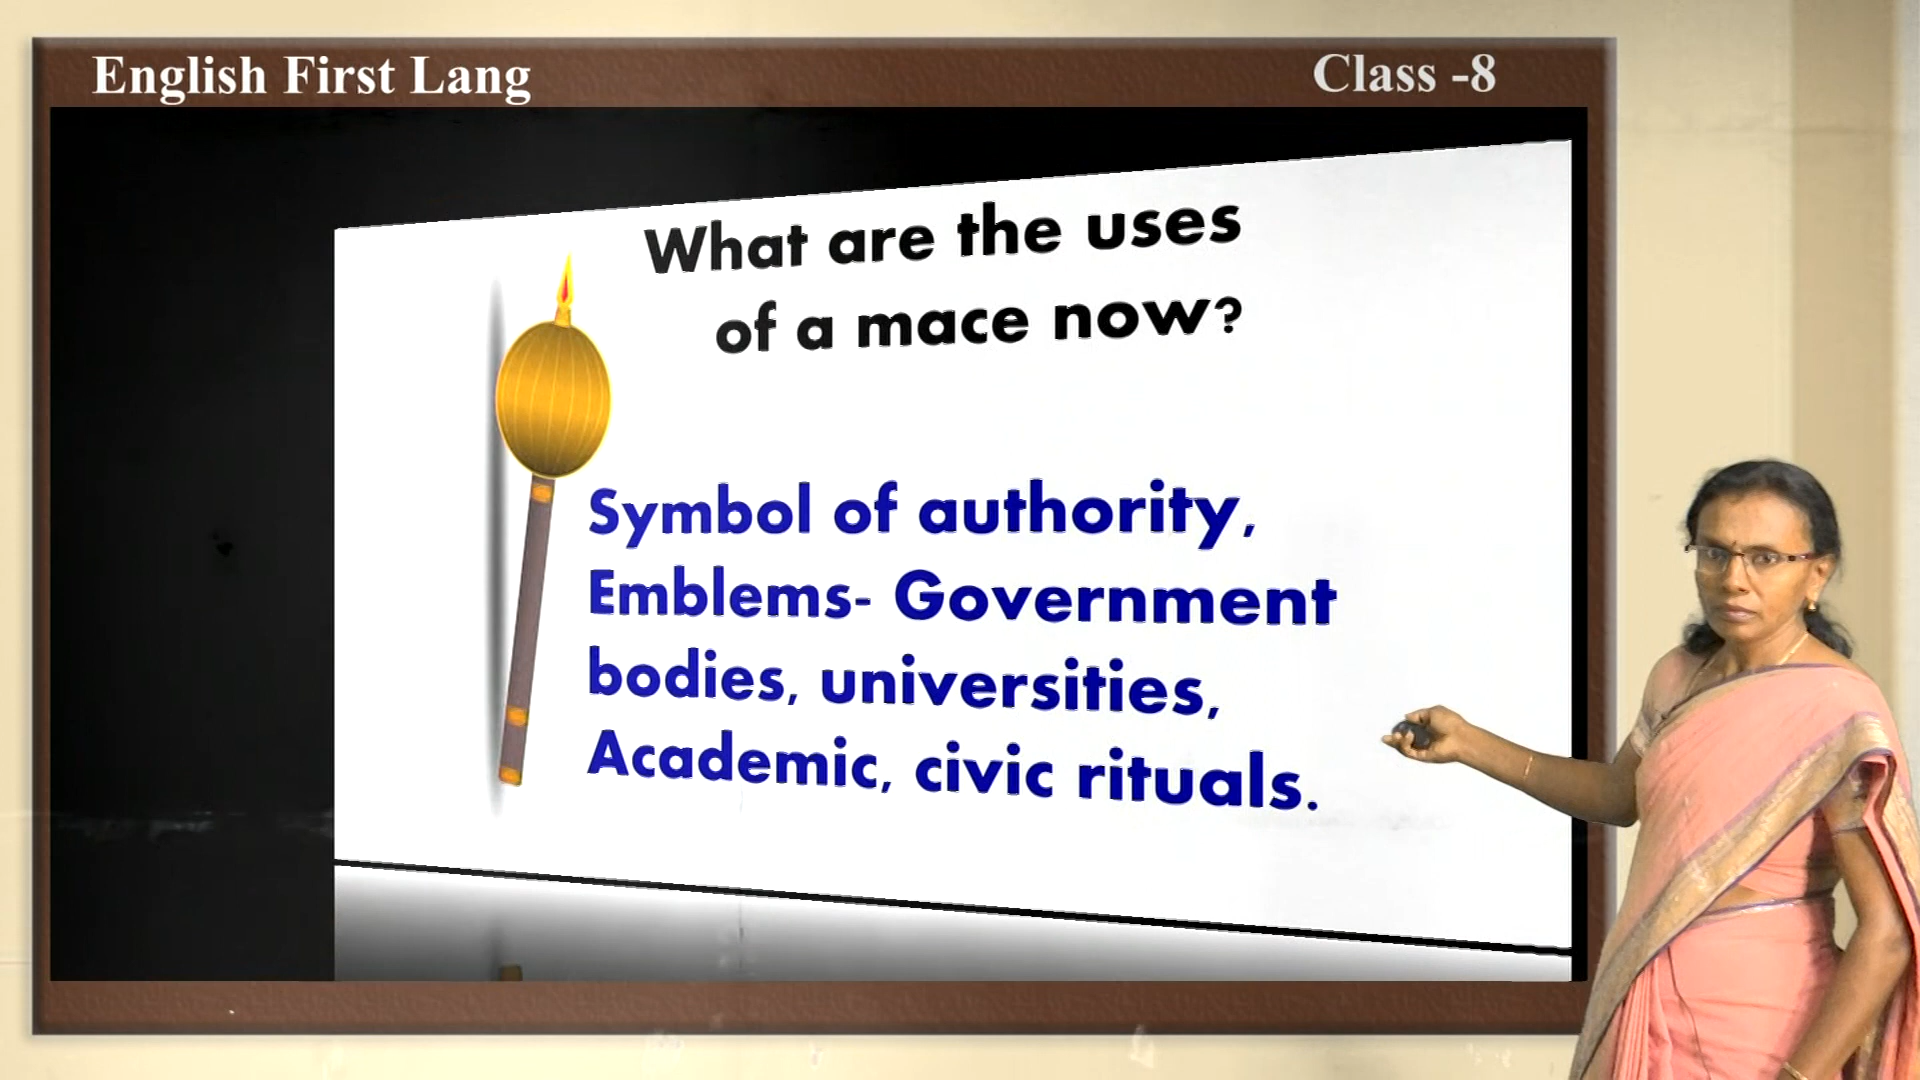 English First Lang
Class -8
What are the uses
of a mace now?
Symbol of authority,
Emblems- Government
bodies, universities,
Academic, civic rituals.